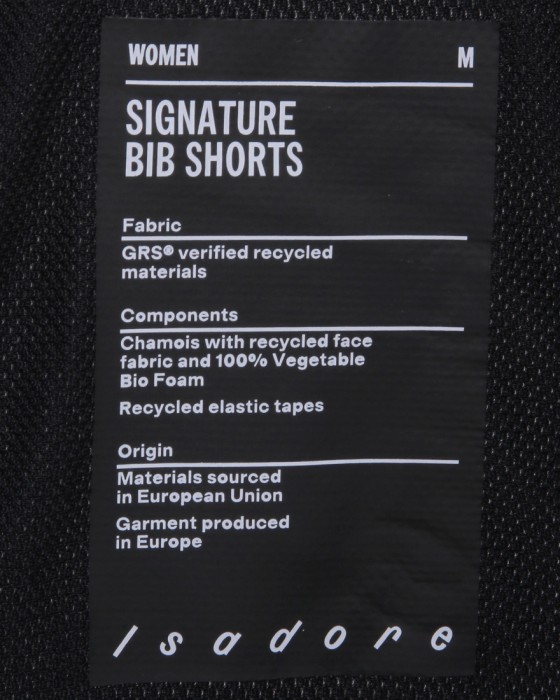 WOMEN M
SIGNATURE
BIB SHORTS
Fabric
GRS® verified recycled
materials
Components
Chamois with recycled face
fabric and 100% Vegetable
Bio Foam
Recycled elastic tapes
Origin
Materials sourced
in European Union
Garment produced
in Europe
Isadore